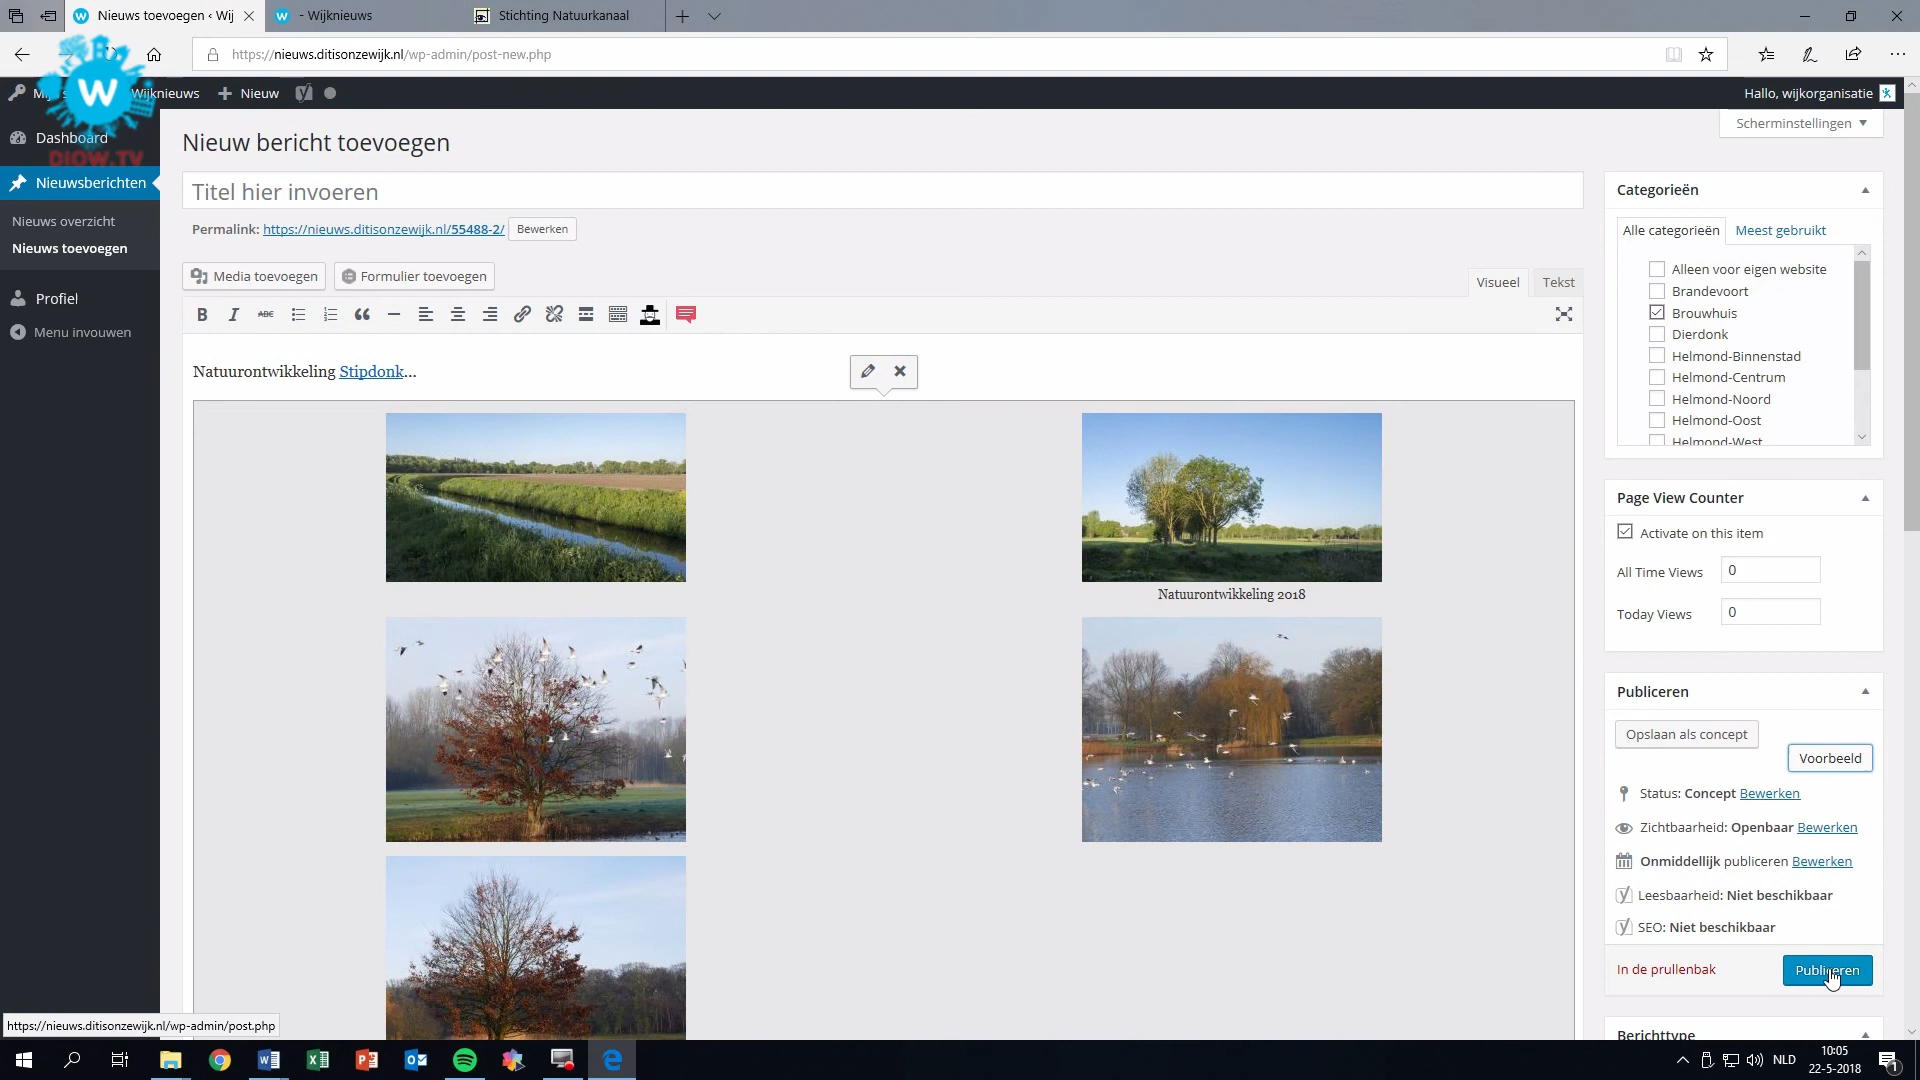 Nieuws toevoegen ‹ Wij
- Wijknieuws
Stichting Natuurkanaal
https://nieuws.ditisonzewijk.nl/wp-admin/post-new.php
Wijknieuws
Nieuw
Hallo, wijkorganisatie
W
DIOW.TV
Dashboard
Nieuwsberichten
Nieuws overzicht
Nieuws toevoegen
Profiel
Menu invouwen
Scherminstellingen
Nieuw bericht toevoegen
Titel hier invoeren
Permalink: https://nieuws.ditisonzewijk.nl/55488-2/ Bewerken
Media toevoegen
Formulier toevoegen
Visueel
Tekst
B I ABC
Natuurontwikkeling Stipdonk...
Natuurontwikkeling 2018
Categorieën
Alle categorieën
Meest gebruikt
Alleen voor eigen website
Brandevoort
Brouwhuis
Dierdonk
Helmond-Binnenstad
Helmond-Centrum
Helmond-Noord
Helmond-Oost
Helmond-West
Page View Counter
Activate on this item
All Time Views 0
Today Views 0
Publiceren
Opslaan als concept
Voorbeeld
Status: Concept Bewerken
Zichtbaarheid: Openbaar Bewerken
Onmiddellijk publiceren Bewerken
Leesbaarheid: Niet beschikbaar
SEO: Niet beschikbaar
In de prullenbak
Publiceren
Berichttype
https://nieuws.ditisonzewijk.nl/wp-admin/post.php
NLD
10:05
22-5-2018
1